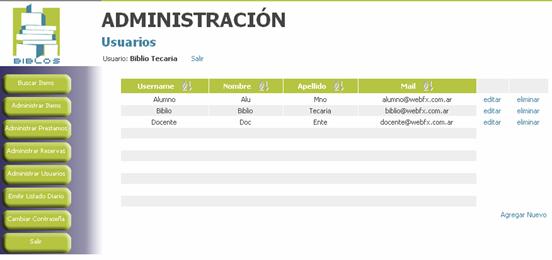 BIBLOS
ADMINISTRACIÓN
Usuarios
Usuario: Biblio Tecaria Salir
Buscar Items
Administrar Items
Administrar Prestamos
Administrar Reservas
Administrar Usuarios
Emitir Listado Diario
Cambiar Contraseña
Salir
Username Nombre Apellido Mail
Alumno Alu Mno alumno@webfx.com.ar editar eliminar
Biblio Biblio Tecaria biblio@webfx.com.ar editar eliminar
Docente Doc Ente docente@webfx.com.ar editar eliminar
Agregar Nuevo